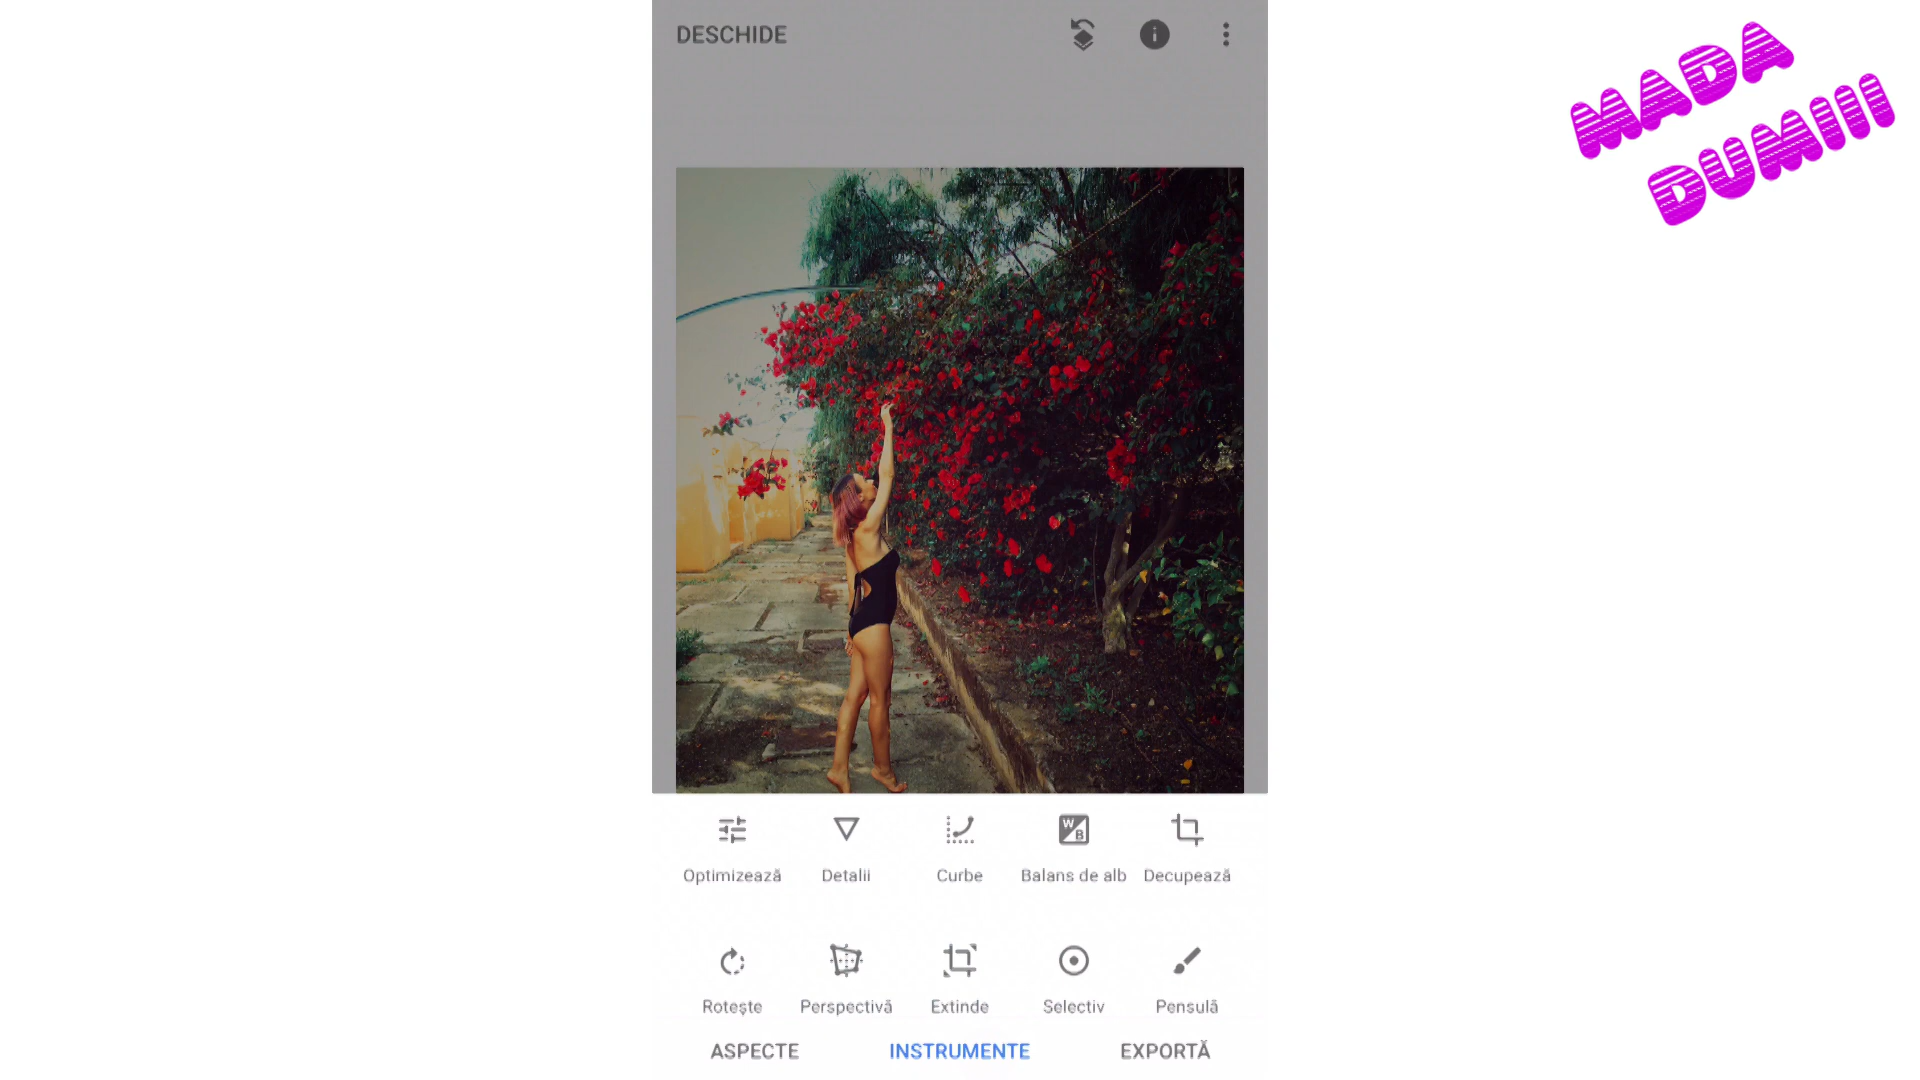 DESCHIDE
MADA
DUMIII
Optimizează Detalii Curbe Balans de alb Decupează
Rotește Perspectivă Extinde Selectiv Pensulă
ASPECTE INSTRUMENTE EXPORTĂ